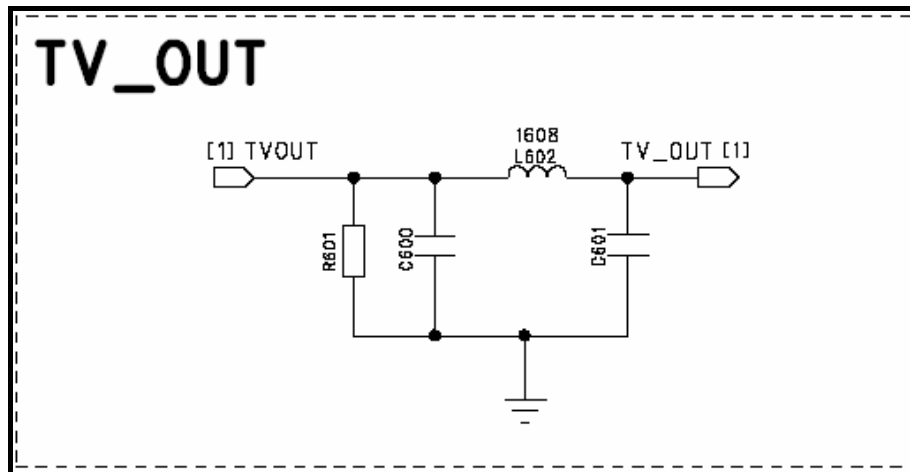 TV_OUT
[1] TVOUT
1608
L602
TV_OUT [1]
R601
C600
C601